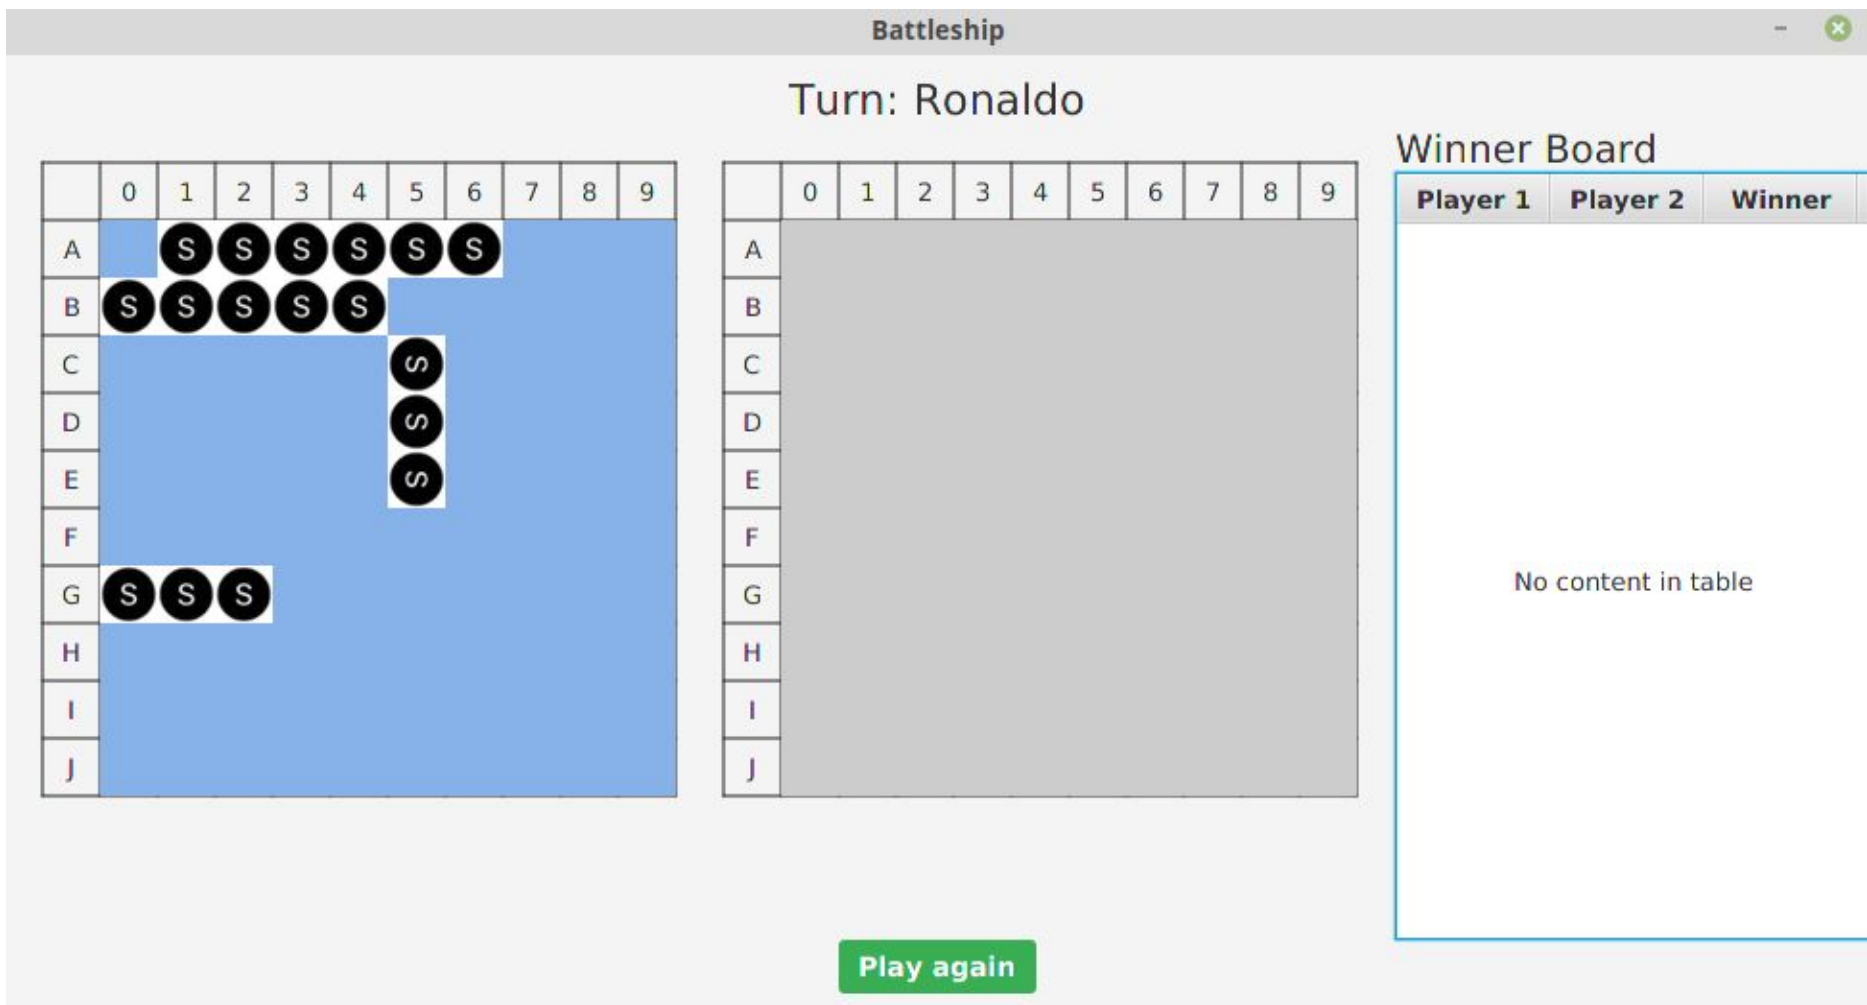 Battleship
Turn: Ronaldo
Winner Board
0 1 2 3 4 5 6 7 8 9
A S S S S S S
B S S S S S
C S
D S
E S
F
G S S S
H
I
J
0 1 2 3 4 5 6 7 8 9
A
B
C
D
E
F
G
H
I
J
Player 1 Player 2 Winner
No content in table
Play again